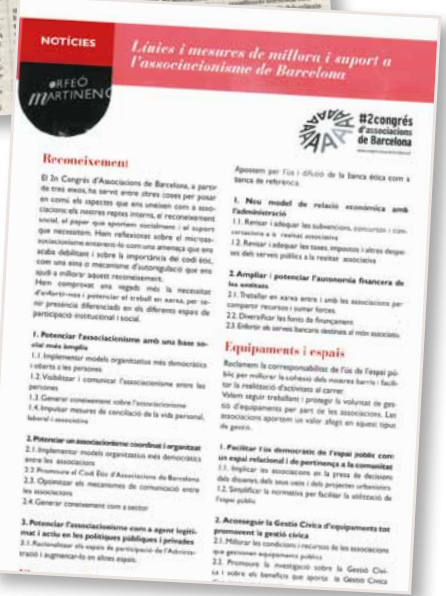 NOTÍCIES
Línies i mesures de millora i suport a
l'associacionisme de Barcelona
ORFEÓ
MARTINENC
#2congrés
d'associacions
de Barcelona
Reconeixement
El 2n Congrés d'Associacions de Barcelona, a partir
de tres eixos, ha servit entre altres coses per posar
en comú els aspectes que ens uneixen com a asso-
ciacions: els nostres reptes interns, el reconeixement
social, el paper que aportem socialment i el suport
que necessitem. Hem reflexionat sobre el micros-
sociacionisme entenent-lo com una amenaça que ens
acaba debilitant i sobre la importància del codi ètic,
com una eina o mecanisme d'autoregulació que ens
ajudi a millorar aquest reconeixement.
Hem comprovat una vegada més la necessitat
d'enfortir-nos i potenciar el treball en xarxa, per te-
nir presència diferenciada en els diferents espais de
participació institucional i social.
1. Potenciar l'associacionisme amb una base so-
cial més àmplia
1.1. Implementar models organitzatius més democràtics
i oberts a les persones
1.2. Visibilitzar i comunicar l'associacionisme entre les
persones
1.3. Generar coneixement sobre l'associacionisme
1.4. Impulsar mesures de conciliació de la vida personal,
laboral i associativa
2. Potenciar un associacionisme coordinat i organitzat
2.1. Implementar models organitzatius més democràtics
entre les associacions
2.2. Promoure el Codi Ètic d'Associacions de Barcelona
2.3. Optimitzar els mecanismes de comunicació entre
les associacions
2.4. Generar coneixement com a sector
3. Potenciar l'associacionisme com a agent legíti-
mat i actiu en les polítiques públiques i privades
3.1. Racionalitzar els espais de participació de l'Adminis-
tració i augmentar-lo en altres espais.
Apostem per l'ús i difusió de la banca ètica com a
banca de referència.
1. Nou model de relació econòmica amb
l'administració
1.1. Revisar i adequar les subvencions, concursos i con-
certacions a la realitat associativa
1.2. Revisar i adequar les taxes, impostos i altres despe-
ses dels serveis públics a la realitat associativa
2. Ampliar i potenciar l'autonomia financera de
les entitats
2.1. Treballar en xarxa entre i amb les associacions per
compartir recursos i sumar forces.
2.2. Diversificar les fonts de finançament
2.3. Enfortir els serveis bancaris destinats al món associatiu
Equipaments i espais
Reclamem la corresponsabilitat de l'ús de l'espai pú-
blic per millorar la cohesió dels nostres barris i facili-
tar la realització d'activitats al carrer.
Volem seguir treballant i protegir la voluntat de ges-
tió d'equipaments per part de les associacions. Les
associacions aportem un valor afegit en aquest tipus
de gestió.
1. Facilitar l'ús democràtic de l'espai públic com
un espai relacional i de pertinença a la comunitat
1.1. Implicar les associacions en la presa de decisions
dels dissenys, dels seus usos i dels projectes urbanístics
1.2. Simplificar la normativa per facilitar la utilització de
l'espai públic
2. Aconseguir la Gestió Cívica d'equipaments tot
promovent la gestió cívica
2.1. Millorar les condicions i recursos de les associacions
que gestionen equipaments públics
2.2. Promoure la investigació sobre la Gestió Cívi-
ca i sobre els beneficis que aporta la Gestió Cívica